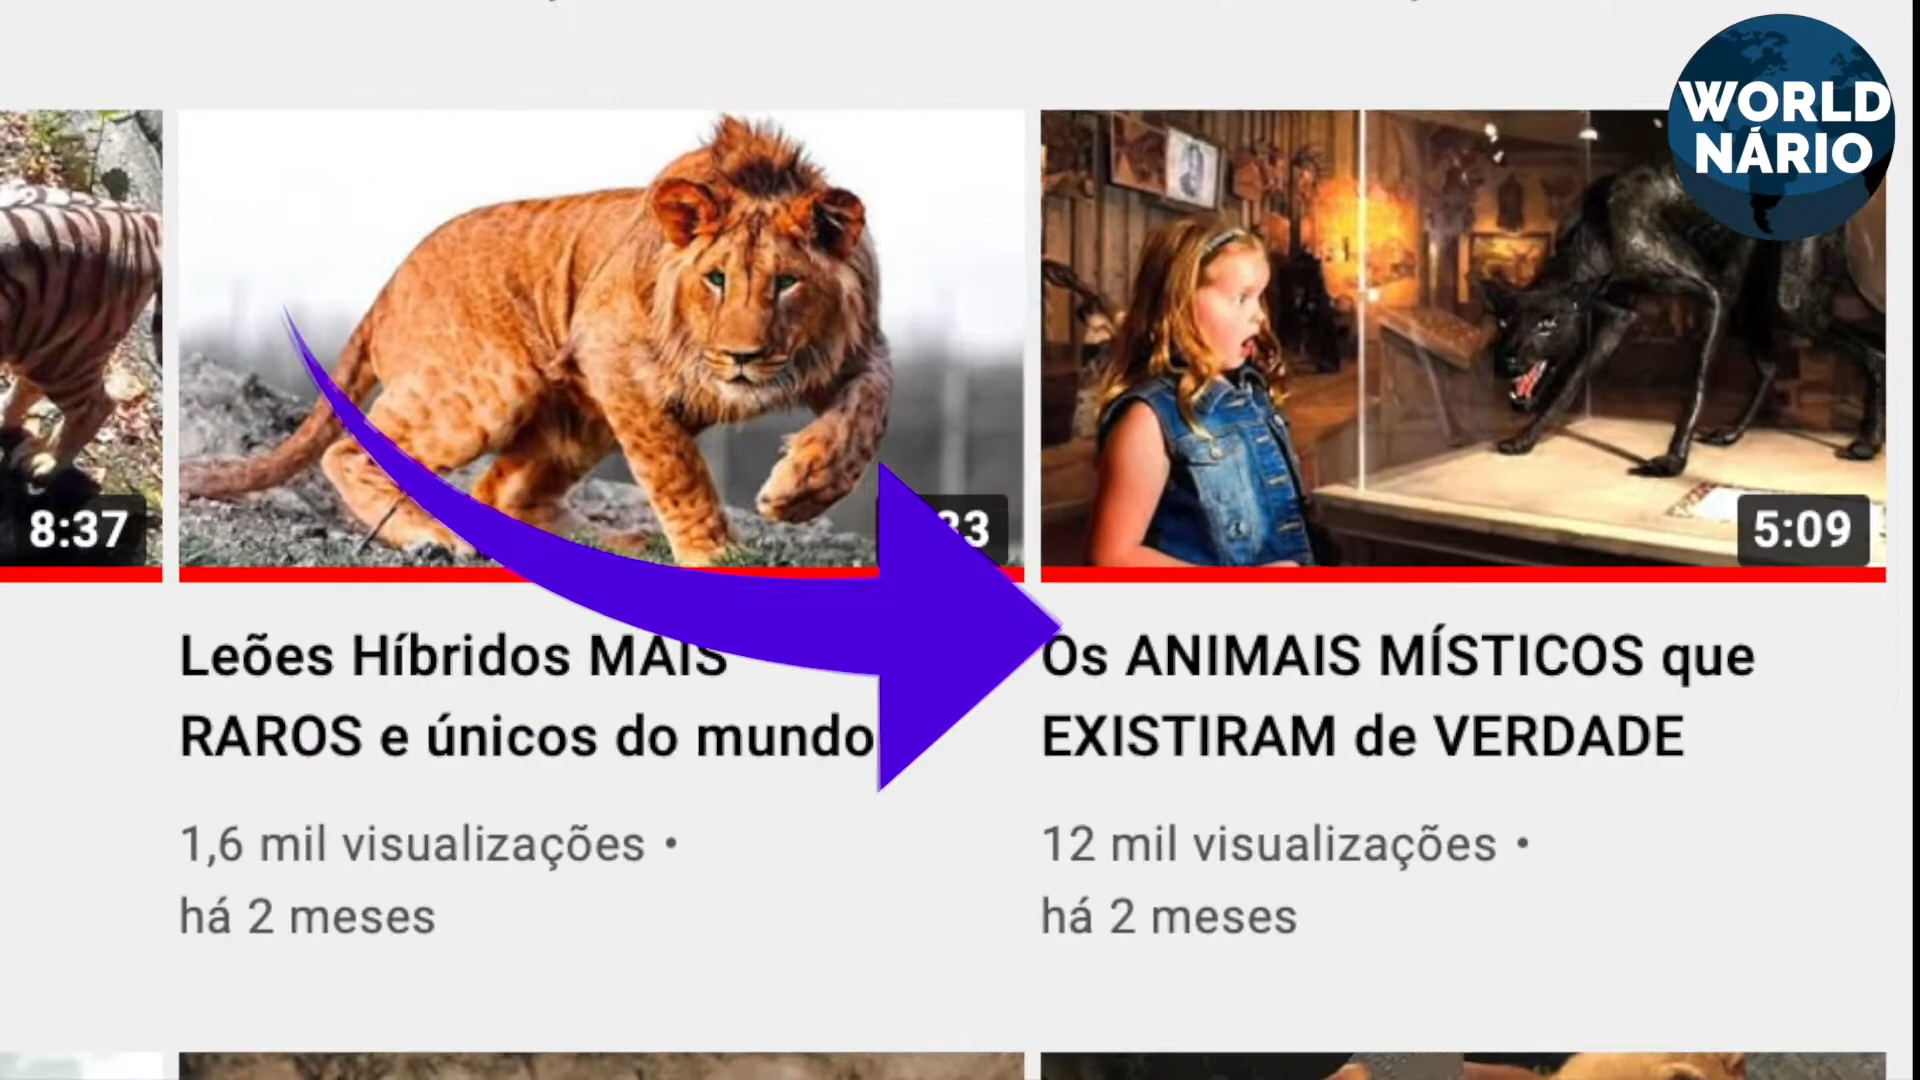 WORLD
NÁRIO
8:37
33
5:09
Leões Híbridos MAIS
RAROS e únicos do mundo
1,6 mil visualizações •
há 2 meses
Os ANIMAIS MÍSTICOS que
EXISTIRAM de VERDADE
12 mil visualizações •
há 2 meses